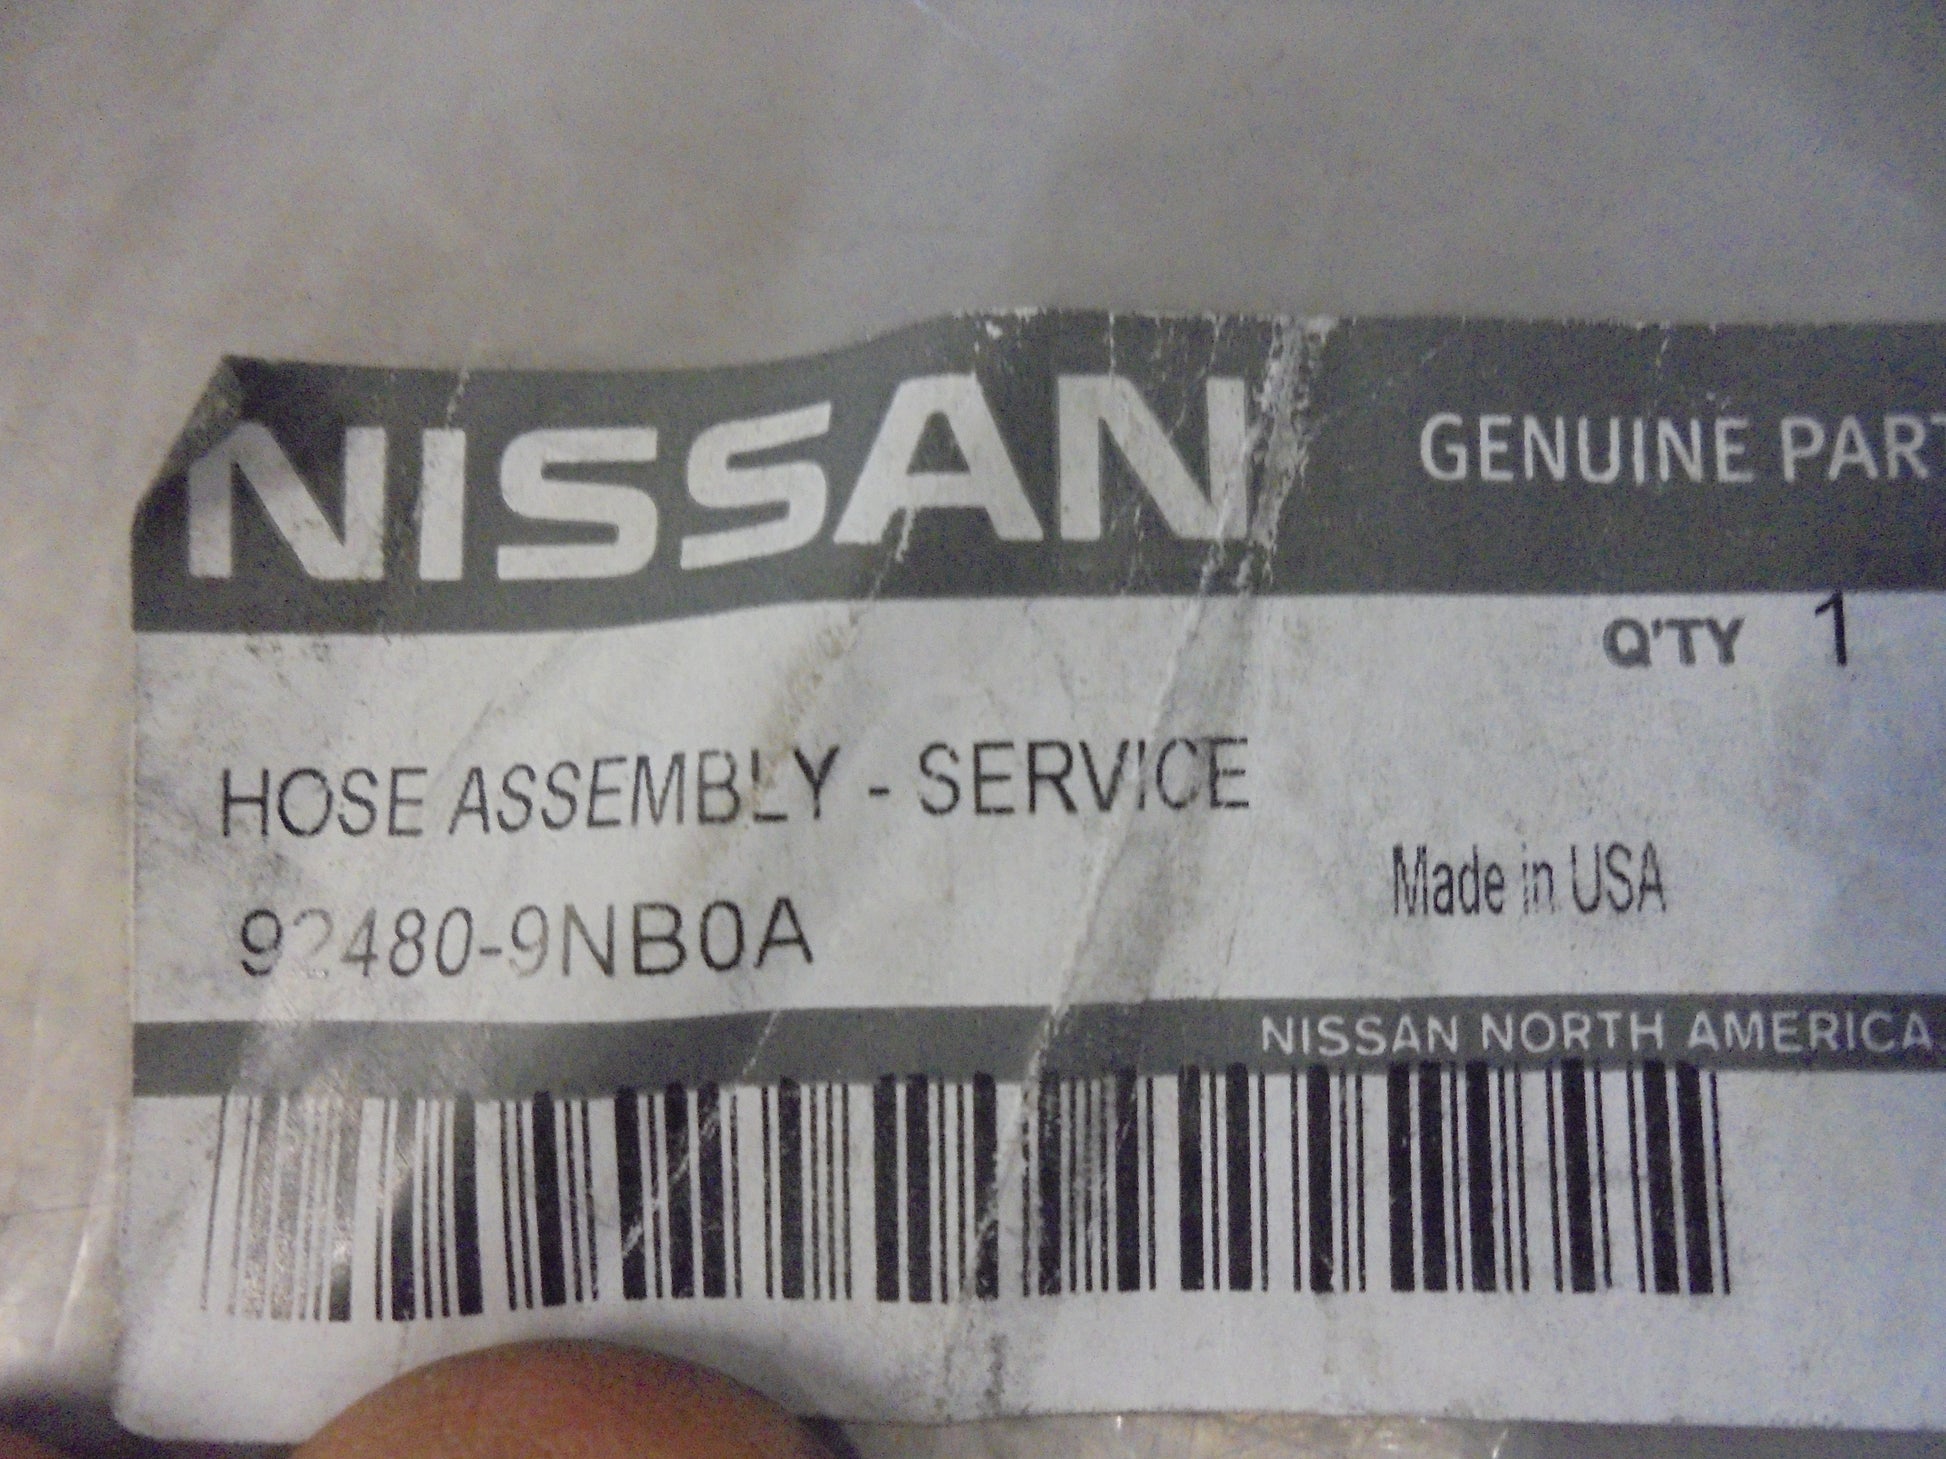 NISSAN GENUINE PART
Q'TY 1
HOSE ASSEMBLY - SERVICE
Made in USA
92480-9NB0A
NISSAN NORTH AMERICA